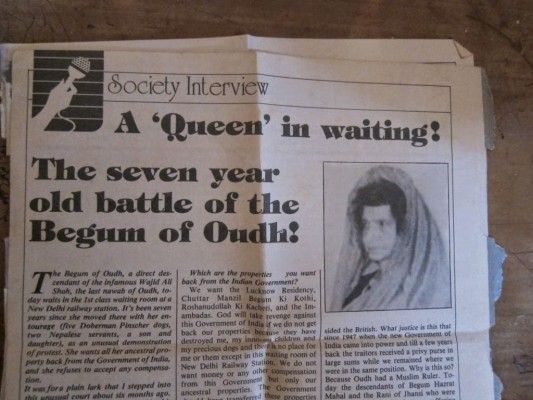 Society Interview
A 'Queen' in waiting!
The seven year
old battle of the
Begum of Oudh!
The Begum of Oudh, a direct des-
cendant of the infamous Wajid Ali
Shah, the last nawab of Oudh, to-
day waits in the 1st class waiting room at a
New Delhi railway station. It's been seven
years since she moved there with her en-
tourage (five Doberman Pinscher dogs,
two Nepalese servants, a son and
daughter), as an unusual demonstration
of protest. She wants all her ancestral pro-
perty back from the Government of India,
and she refuses to accept any compensa-
tion.
It was for a plain lark that I stepped into
this unusual court about six months ago.
Which are the properties you want
back from the Indian Government?
We want the Lucknow Residency,
Chuttar Manzil Begum Ki Kothi,
Roshanudollah Ki Kacheri, and the Im-
ambadas. God will take revenge against
this Government of India if we do not get
back our properties because they have
destroyed me, my innocent children and
my precious dogs and there is no place for
me or them except in this waiting room of
New Delhi Railway Station. We do not
want money or any other compensation
from this Government but only our
ancestral properties. The Government
has transferred these properties
sided the British. What justice is this that
since 1947 when the new Government of
India came into power and till a few years
back the traitors received a privy purse in
large sums while we remained where we
were in the same position. Why is this so?
Because Oudh had a Muslim Ruler. To-
day the descendants of Begum Hazrat
Mahal and the Rani of Jhansi who were